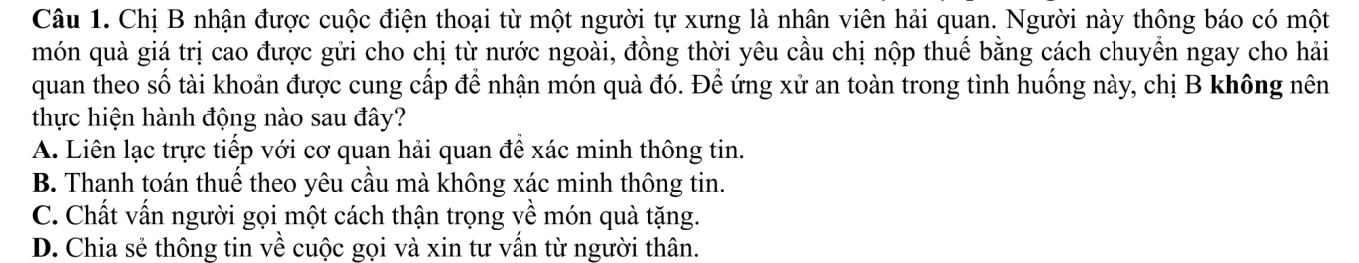 Câu 1. Chị B nhận được cuộc điện thoại từ một người tự xưng là nhân viên hải quan. Người này thông báo có một
món quà giá trị cao được gửi cho chị từ nước ngoài, đồng thời yêu cầu chị nộp thuế bằng cách chuyển ngay cho hải
quan theo số tài khoản được cung cấp để nhận món quà đó. Để ứng xử an toàn trong tình huống này, chị B không nên
thực hiện hành động nào sau đây?
A. Liên lạc trực tiếp với cơ quan hải quan để xác minh thông tin.
B. Thanh toán thuế theo yêu cầu mà không xác minh thông tin.
C. Chất vấn người gọi một cách thận trọng về món quà tặng.
D. Chia sẻ thông tin về cuộc gọi và xin tư vấn từ người thân.